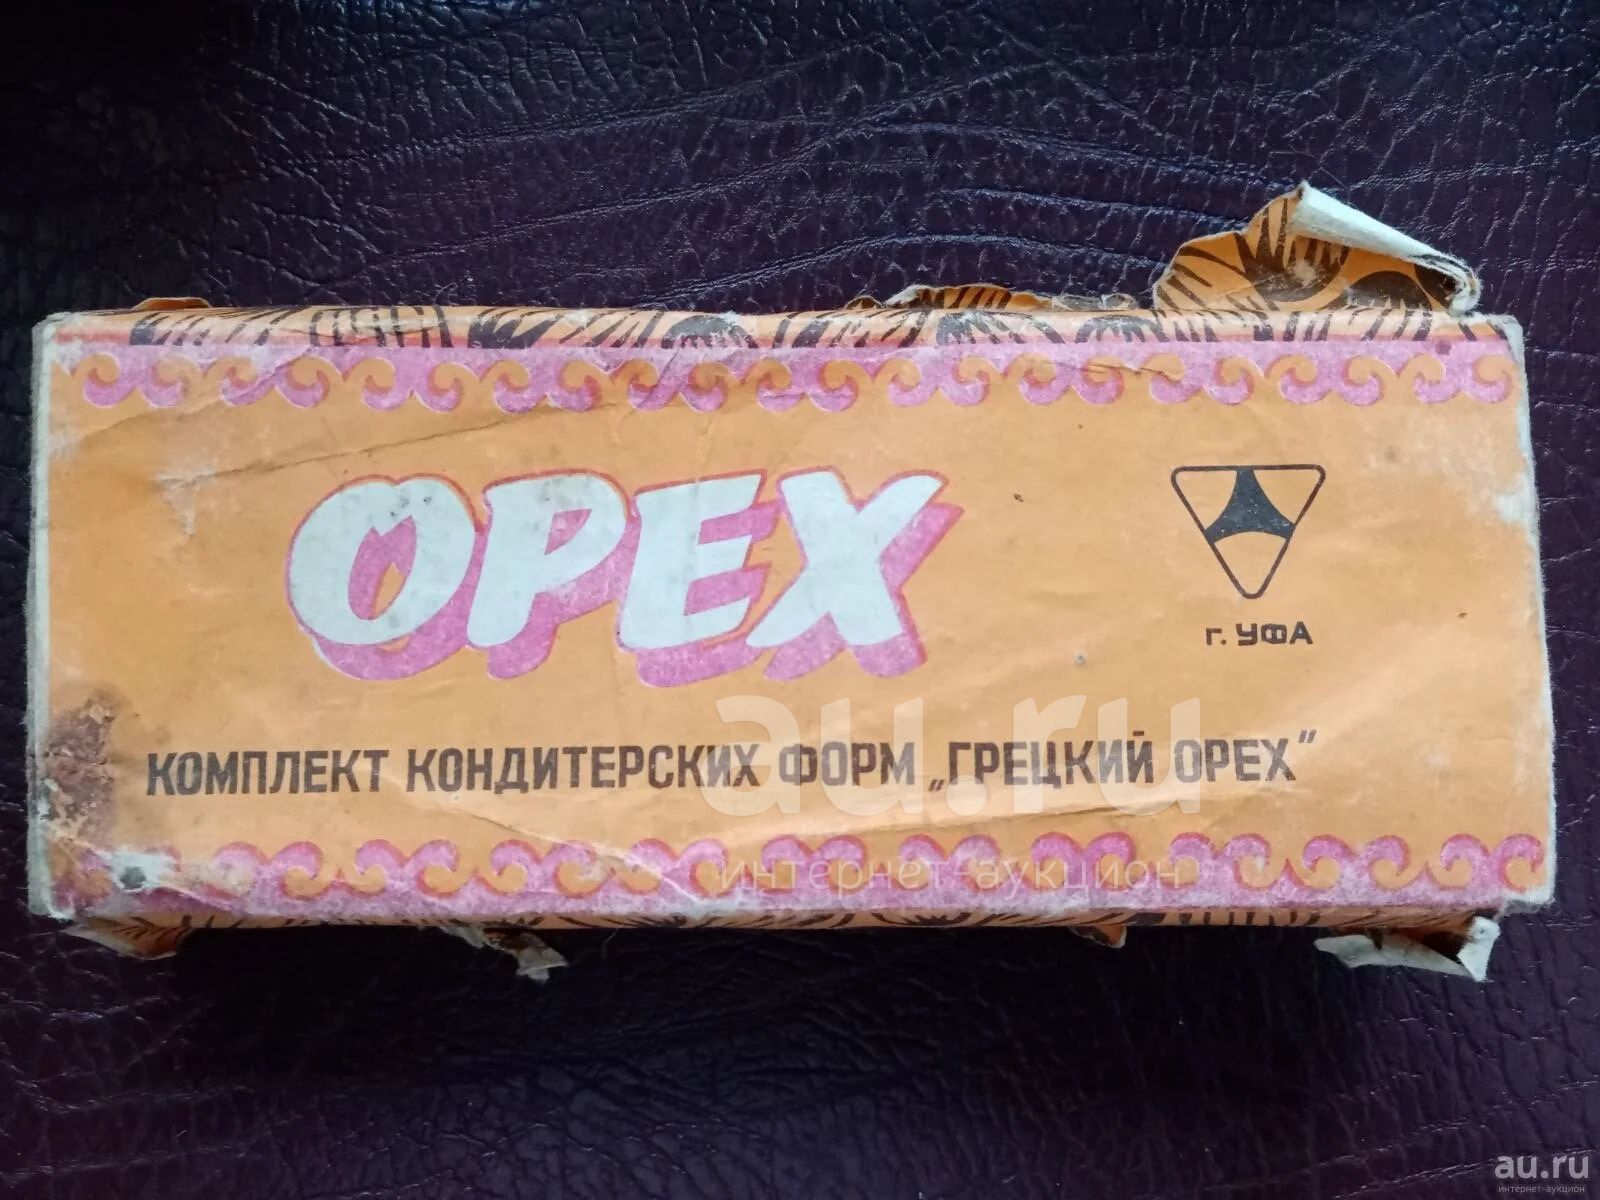 ОРЕХ
г. УФА
КОМПЛЕКТ КОНДИТЕРСКИХ ФОРМ „ГРЕЦКИЙ ОРЕХ"
au.ru
интернет-аукцион
au.ru
интернет-аукцион